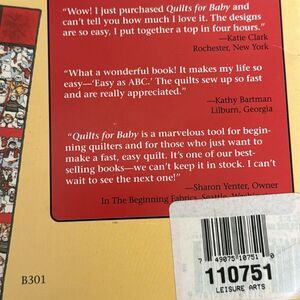 “Wow! I just purchased Quilts for Baby and
can’t tell you how much I love it. The designs
are so easy, I put together a top in four hours.”
—Katie Clark
Rochester, New York
“What a wonderful book! It makes my life so
easy—‘Easy as ABC.’ The quilts sew up so fast
and are really appreciated.”
—Kathy Bartman
Lilburn, Georgia
“Quilts for Baby is a marvelous tool for begin-
ning quilters and for those who just want to
make a fast, easy quilt. It’s one of our best-
selling books—we can’t keep it in stock. I can’t
wait to see the next one!”
—Sharon Yenter, Owner
In The Beginning Fabrics, Seattle, Washington
B301
7 49075 10751 0
110751
LEISURE ARTS